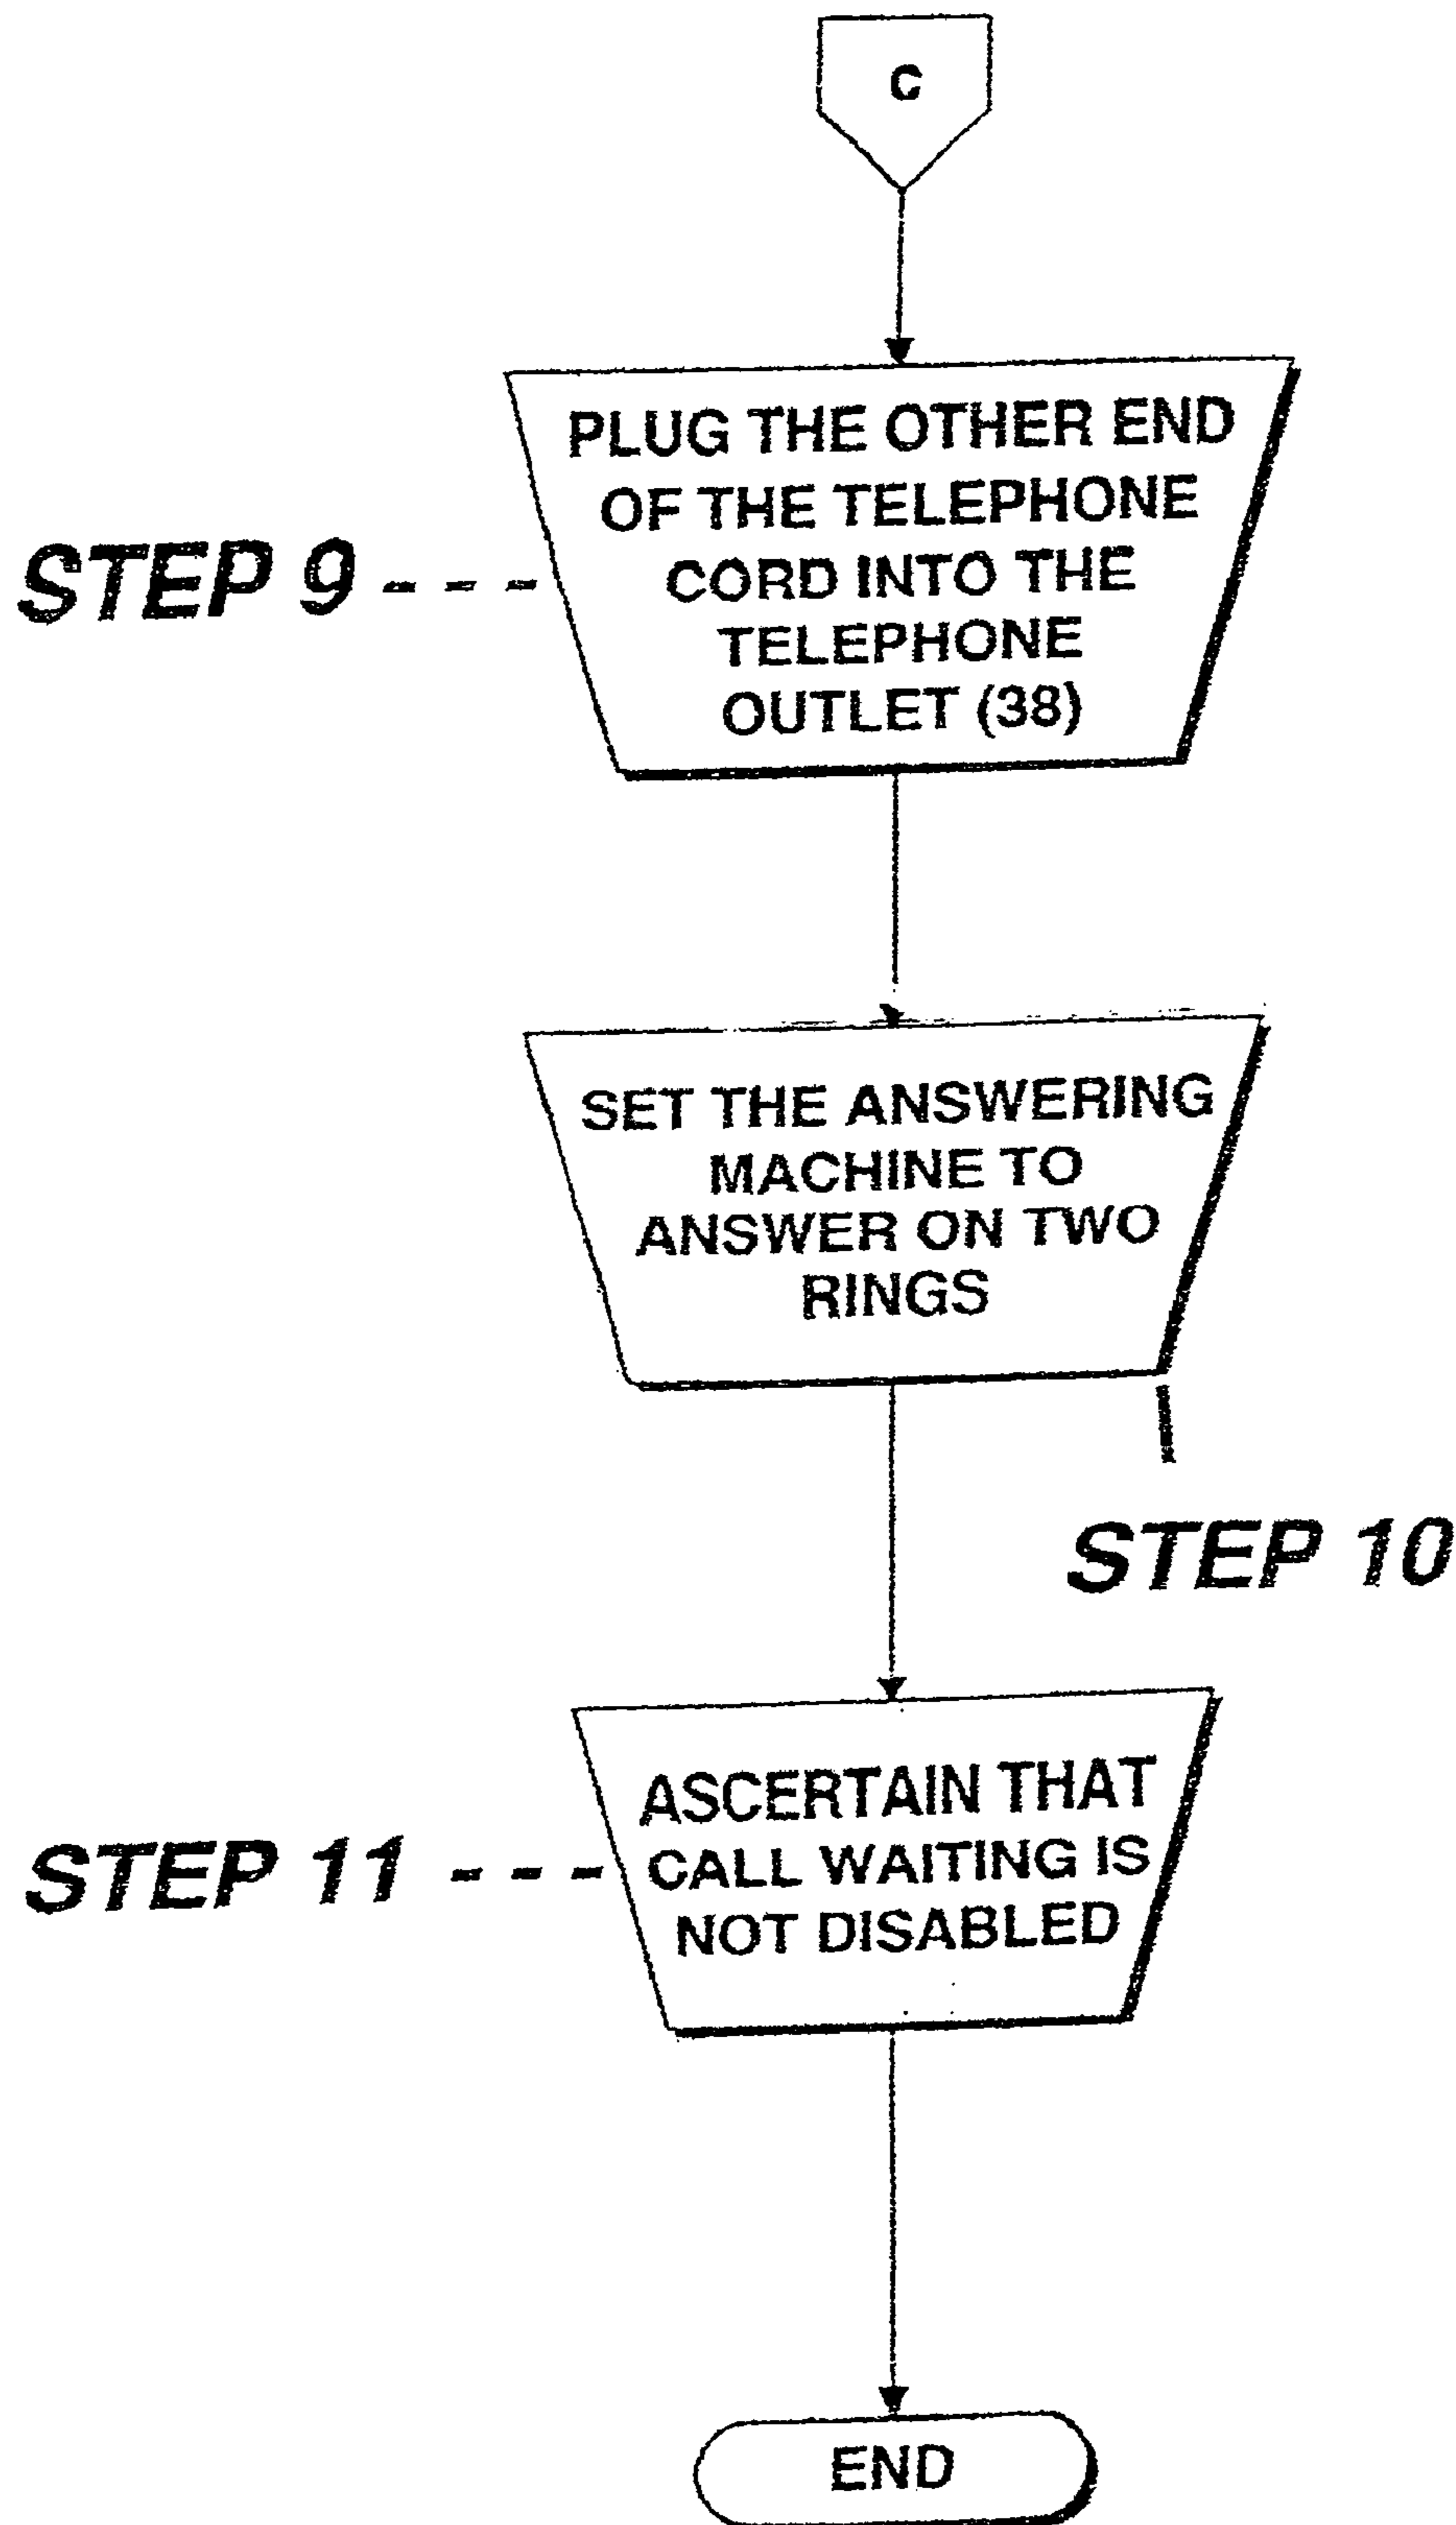 C
PLUG THE OTHER END
OF THE TELEPHONE
CORD INTO THE
TELEPHONE
OUTLET (38)
STEP 9
SET THE ANSWERING
MACHINE TO
ANSWER ON TWO
RINGS
STEP 10
ASCERTAIN THAT
CALL WAITING IS
NOT DISABLED
STEP 11
END